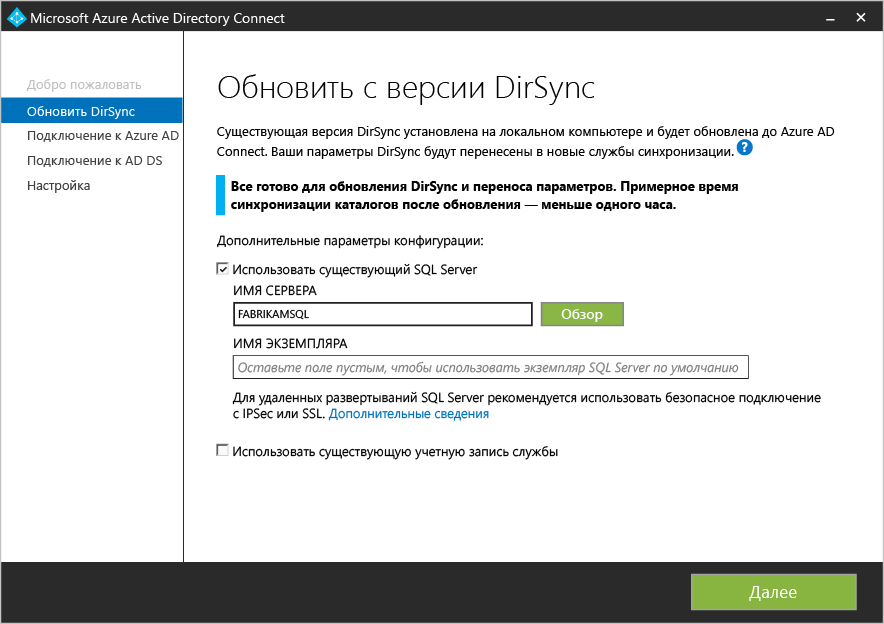 Microsoft Azure Active Directory Connect
Добро пожаловать
Обновить DirSync
Подключение к Azure AD
Подключение к AD DS
Настройка
Обновить с версии DirSync
Существующая версия DirSync установлена на локальном компьютере и будет обновлена до Azure AD
Connect. Ваши параметры DirSync будут перенесены в новые службы синхронизации. ?
Все готово для обновления DirSync и переноса параметров. Примерное время
синхронизации каталогов после обновления — меньше одного часа.
Дополнительные параметры конфигурации:
Использовать существующий SQL Server
ИМЯ СЕРВЕРА
FABRIKAMSQL
Обзор
ИМЯ ЭКЗЕМПЛЯРА
Оставьте поле пустым, чтобы использовать экземпляр SQL Server по умолчанию
Для удаленных развертываний SQL Server рекомендуется использовать безопасное подключение
с IPSec или SSL. Дополнительные сведения
Использовать существующую учетную запись службы
Далее